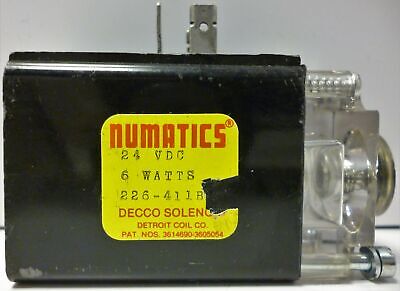 NUMATICS®
24 VDC
6 WATTS
226-411B
DECCO SOLENO
DETROIT COIL CO.
PAT. NOS. 3614690-3605054